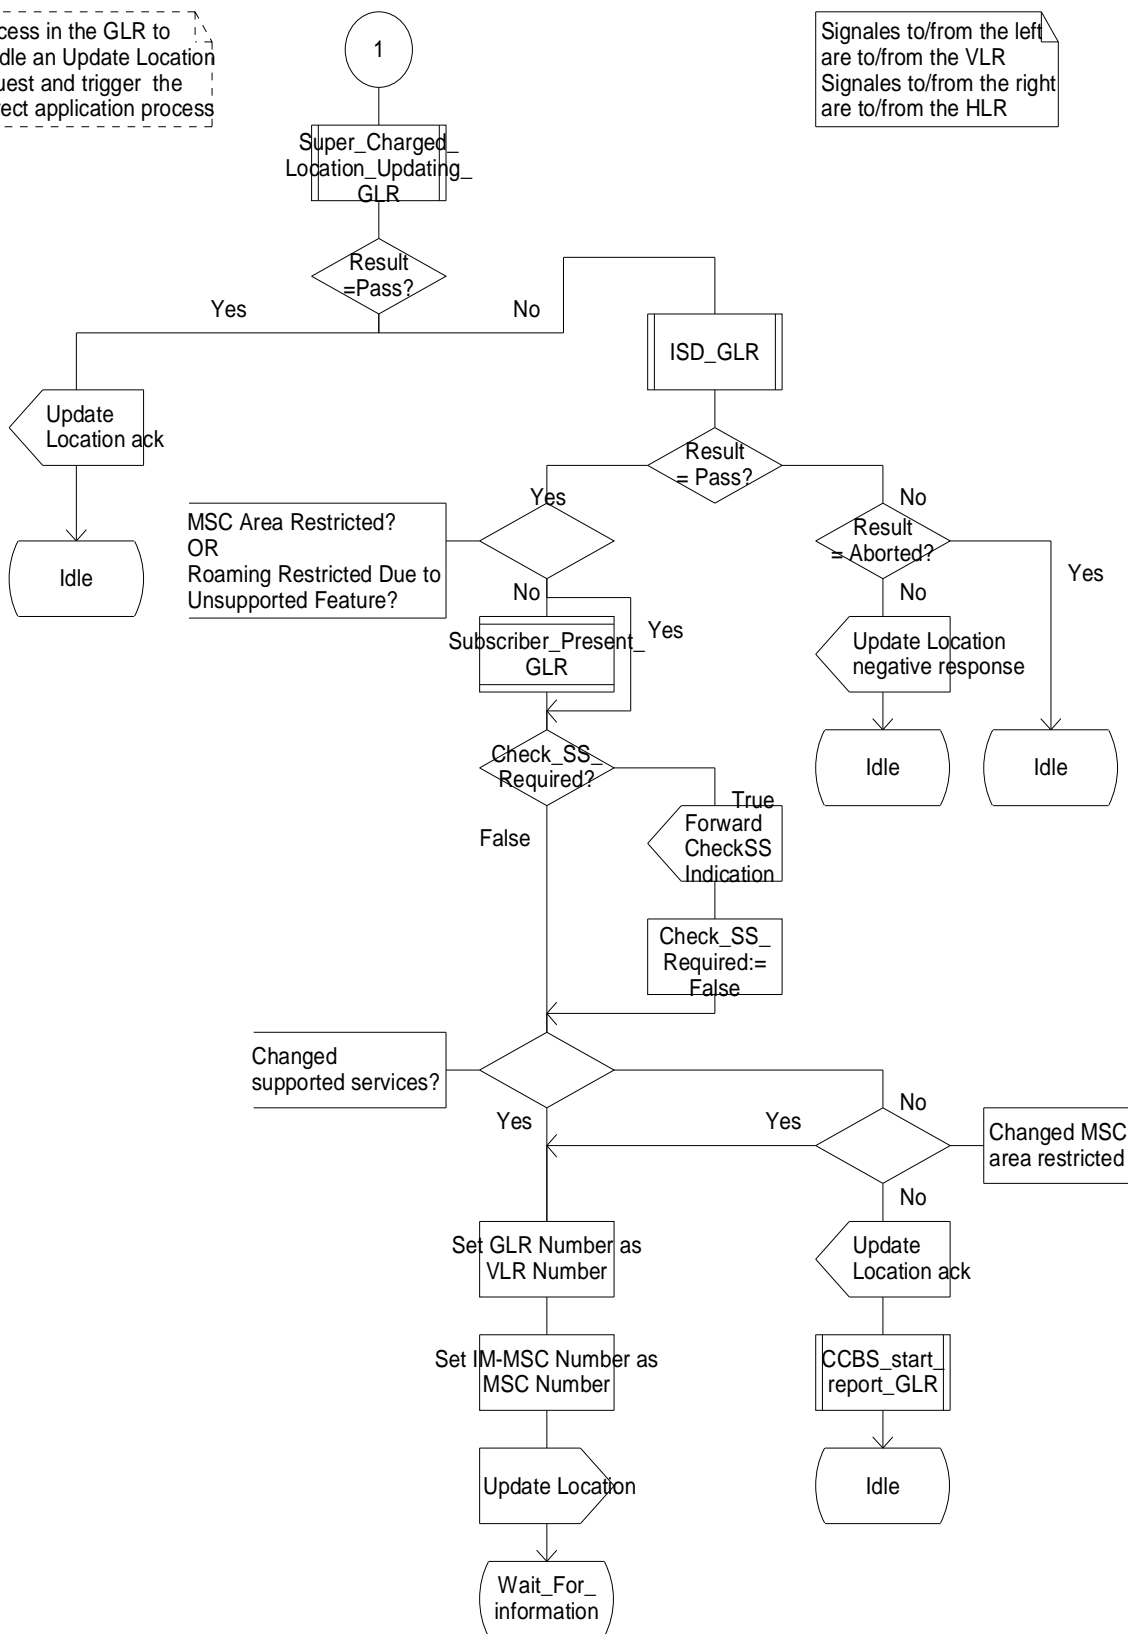 cess in the GLR to
dle an Update Location
uest and trigger the
rect application process
1
Signales to/from the left
are to/from the VLR
Signales to/from the right
are to/from the HLR
Super_Charged_
Location_Updating_
GLR
Result
=Pass?
Yes
No
ISD_GLR
Update
Location ack
Result
= Pass?
Yes
No
MSC Area Restricted?
OR
Roaming Restricted Due to
Unsupported Feature?
Result
= Aborted?
Idle
Yes
No
No
Yes
Subscriber_Present_
GLR
Update Location
negative response
Check_SS_
Required?
Idle
Idle
True
False
Forward
CheckSS
Indication
Check_SS_
Required:=
False
Changed
supported services?
No
Yes
Yes
Changed MSC
area restricted
No
Set GLR Number as
VLR Number
Update
Location ack
Set IM-MSC Number as
MSC Number
CCBS_start_
report_GLR
Update Location
Idle
Wait_For_
information